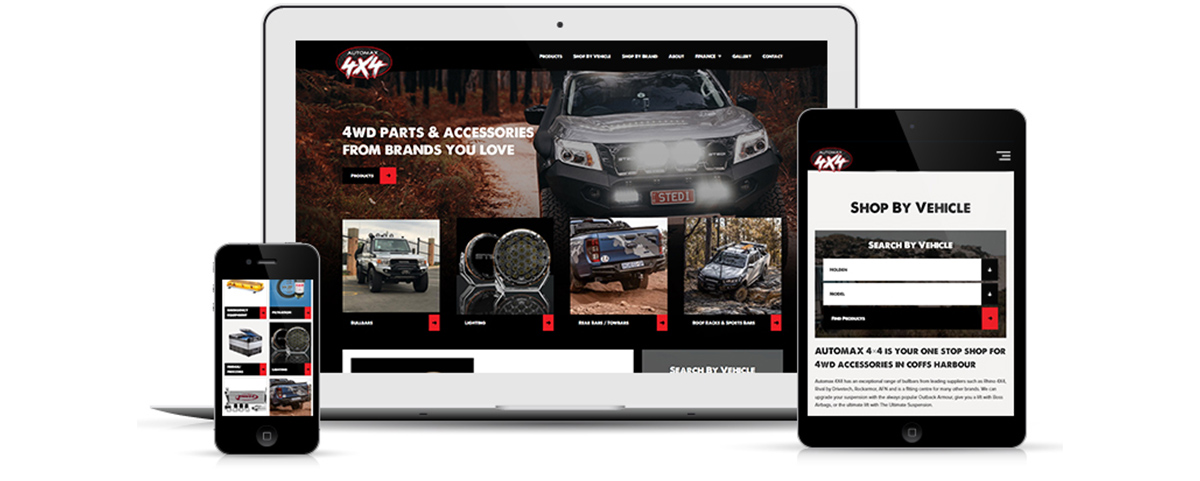 AUTOMAX
4X4
PRODUCTS SHOP BY VEHICLE SHOP BY BRAND ABOUT FINANCE GALLERY CONTACT
4WD PARTS & ACCESSORIES
FROM BRANDS YOU LOVE
PRODUCTS
STEDI
BULLBARS
LIGHTING
REAR BARS / TOWBARS
ROOF RACKS & SPORTS BARS
SEARCH BY VEHICLE
EMERGENCY
EQUIPMENT
FILTRATION
LIGHTING
AUTOMAX
4X4
SHOP BY VEHICLE
SEARCH BY VEHICLE
HOLDEN
MODEL
FIND PRODUCTS
AUTOMAX 4×4 IS YOUR ONE STOP SHOP FOR
4WD ACCESSORIES IN COFFS HARBOUR
Automax 4X4 has an exceptional range of bullbars from leading suppliers such as Rhino 4X4,
Rival by Drivetech, Rockarmor, AFN and is a fitting centre for many other brands. We can
upgrade your suspension with the always popular Outback Armour, give you a lift with Boss
Airbags, or the ultimate lift with The Ultimate Suspension.